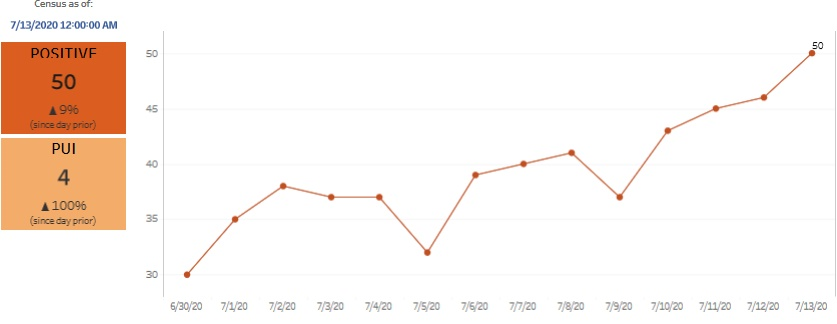 Census as of:
7/13/2020 12:00:00 AM
POSITIVE
50
▲9%
(since day prior)
PUI
4
▲100%
(since day prior)
50
50
45
40
35
30
6/30/20 7/1/20 7/2/20 7/3/20 7/4/20 7/5/20 7/6/20 7/7/20 7/8/20 7/9/20 7/10/20 7/11/20 7/12/20 7/13/20